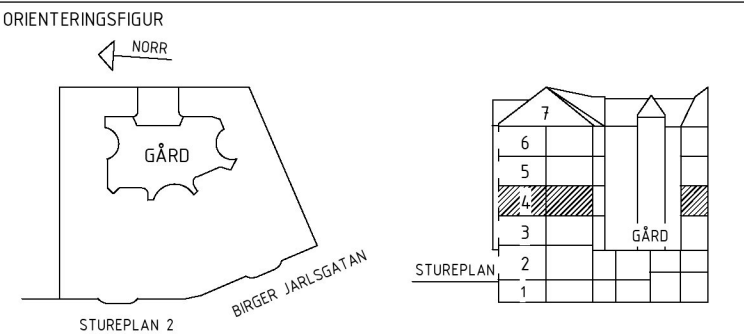 ORIENTERINGSFIGUR
NORR
GÅRD
STUREPLAN 2
BIRGER JARLSGATAN
7
6
5
4
3
2
1
GÅRD
STUREPLAN